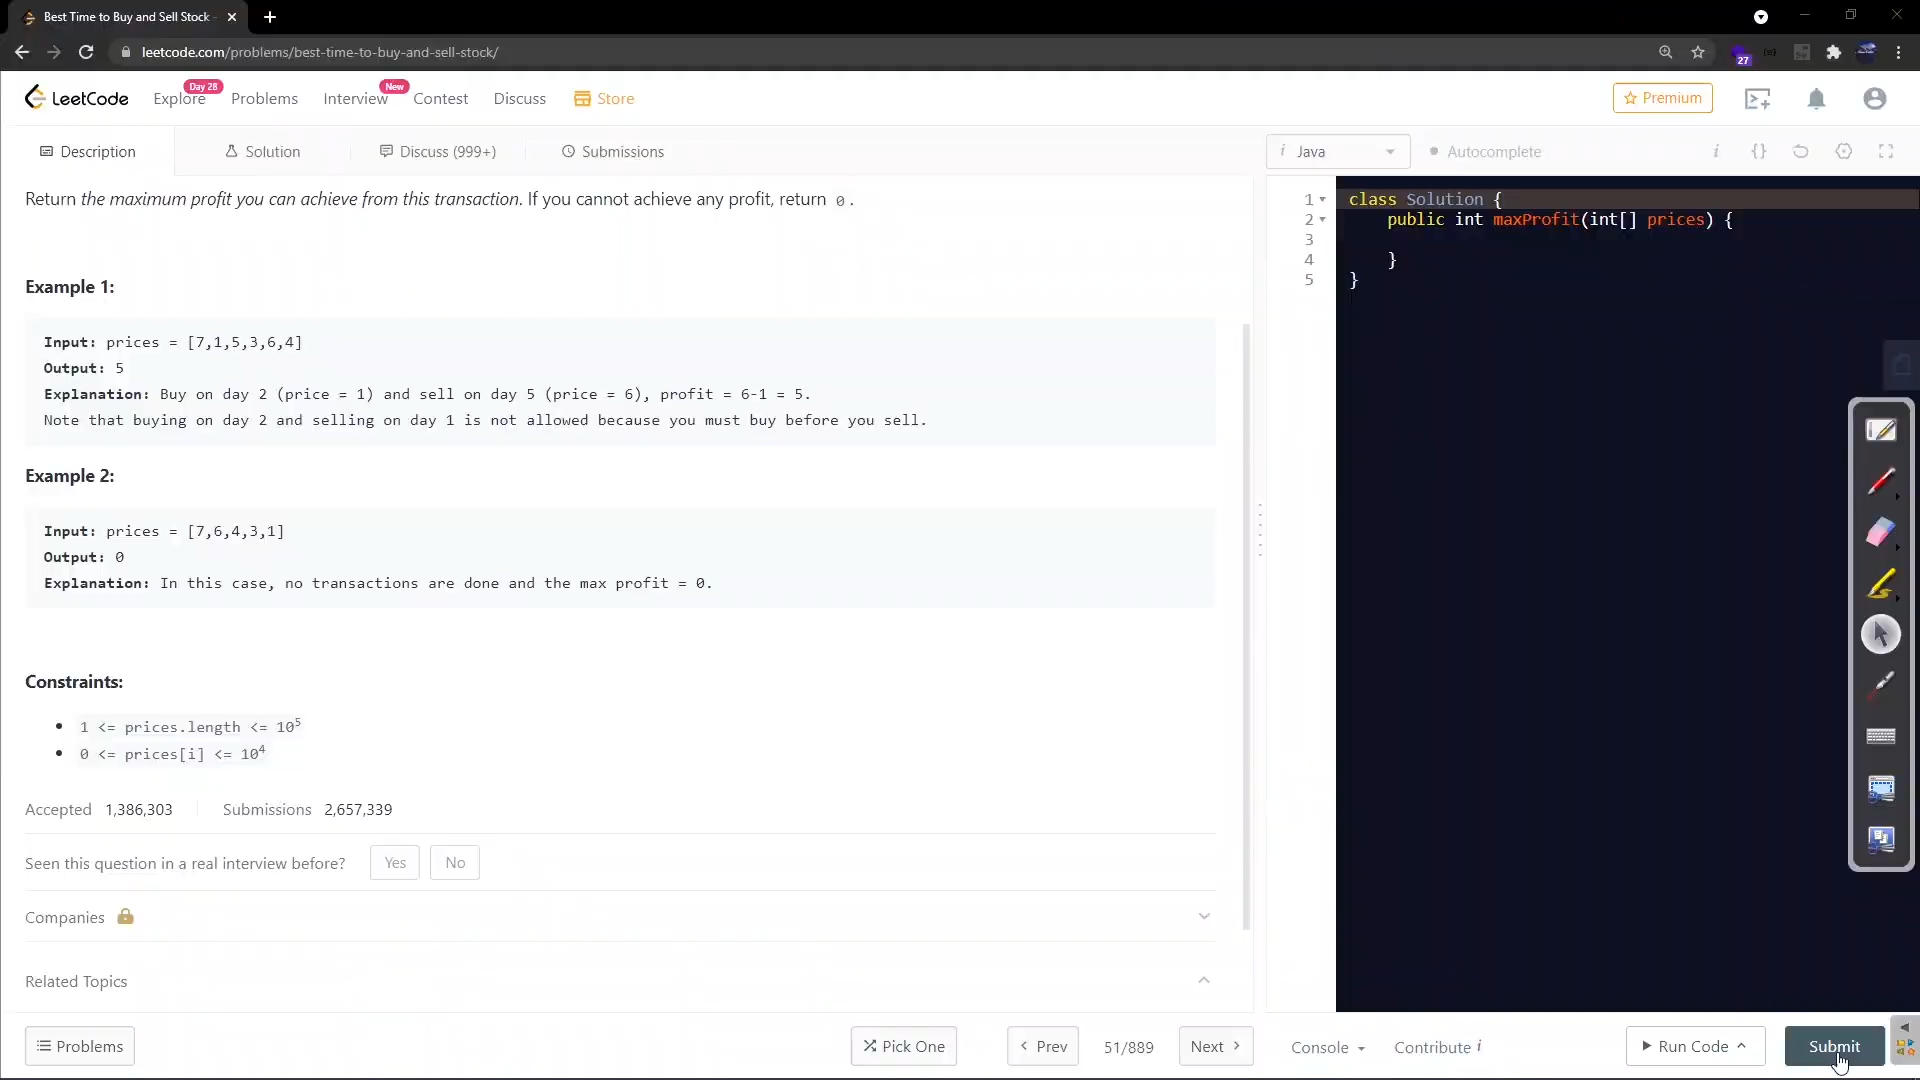 Best Time to Buy and Sell Stock -
leetcode.com/problems/best-time-to-buy-and-sell-stock/
27
LeetCode
Explore
Day 28
Problems
Interview
New
Contest
Discuss
Store
Premium
Description
Solution
Discuss (999+)
Submissions
i Java
Autocomplete
Return the maximum profit you can achieve from this transaction. If you cannot achieve any profit, return 0.
Example 1:
Input: prices = [7,1,5,3,6,4]
Output: 5
Explanation: Buy on day 2 (price = 1) and sell on day 5 (price = 6), profit = 6-1 = 5.
Note that buying on day 2 and selling on day 1 is not allowed because you must buy before you sell.
Example 2:
Input: prices = [7,6,4,3,1]
Output: 0
Explanation: In this case, no transactions are done and the max profit = 0.
Constraints:
1 <= prices.length <= 10⁵
0 <= prices[i] <= 10⁴
Accepted 1,386,303 Submissions 2,657,339
Seen this question in a real interview before? Yes No
Companies
Related Topics
1 class Solution {
2 public int maxProfit(int[] prices) {
3
4 }
5 }
Problems
Pick One
Prev
51/889
Next
Console
Contribute i
Run Code
Submit